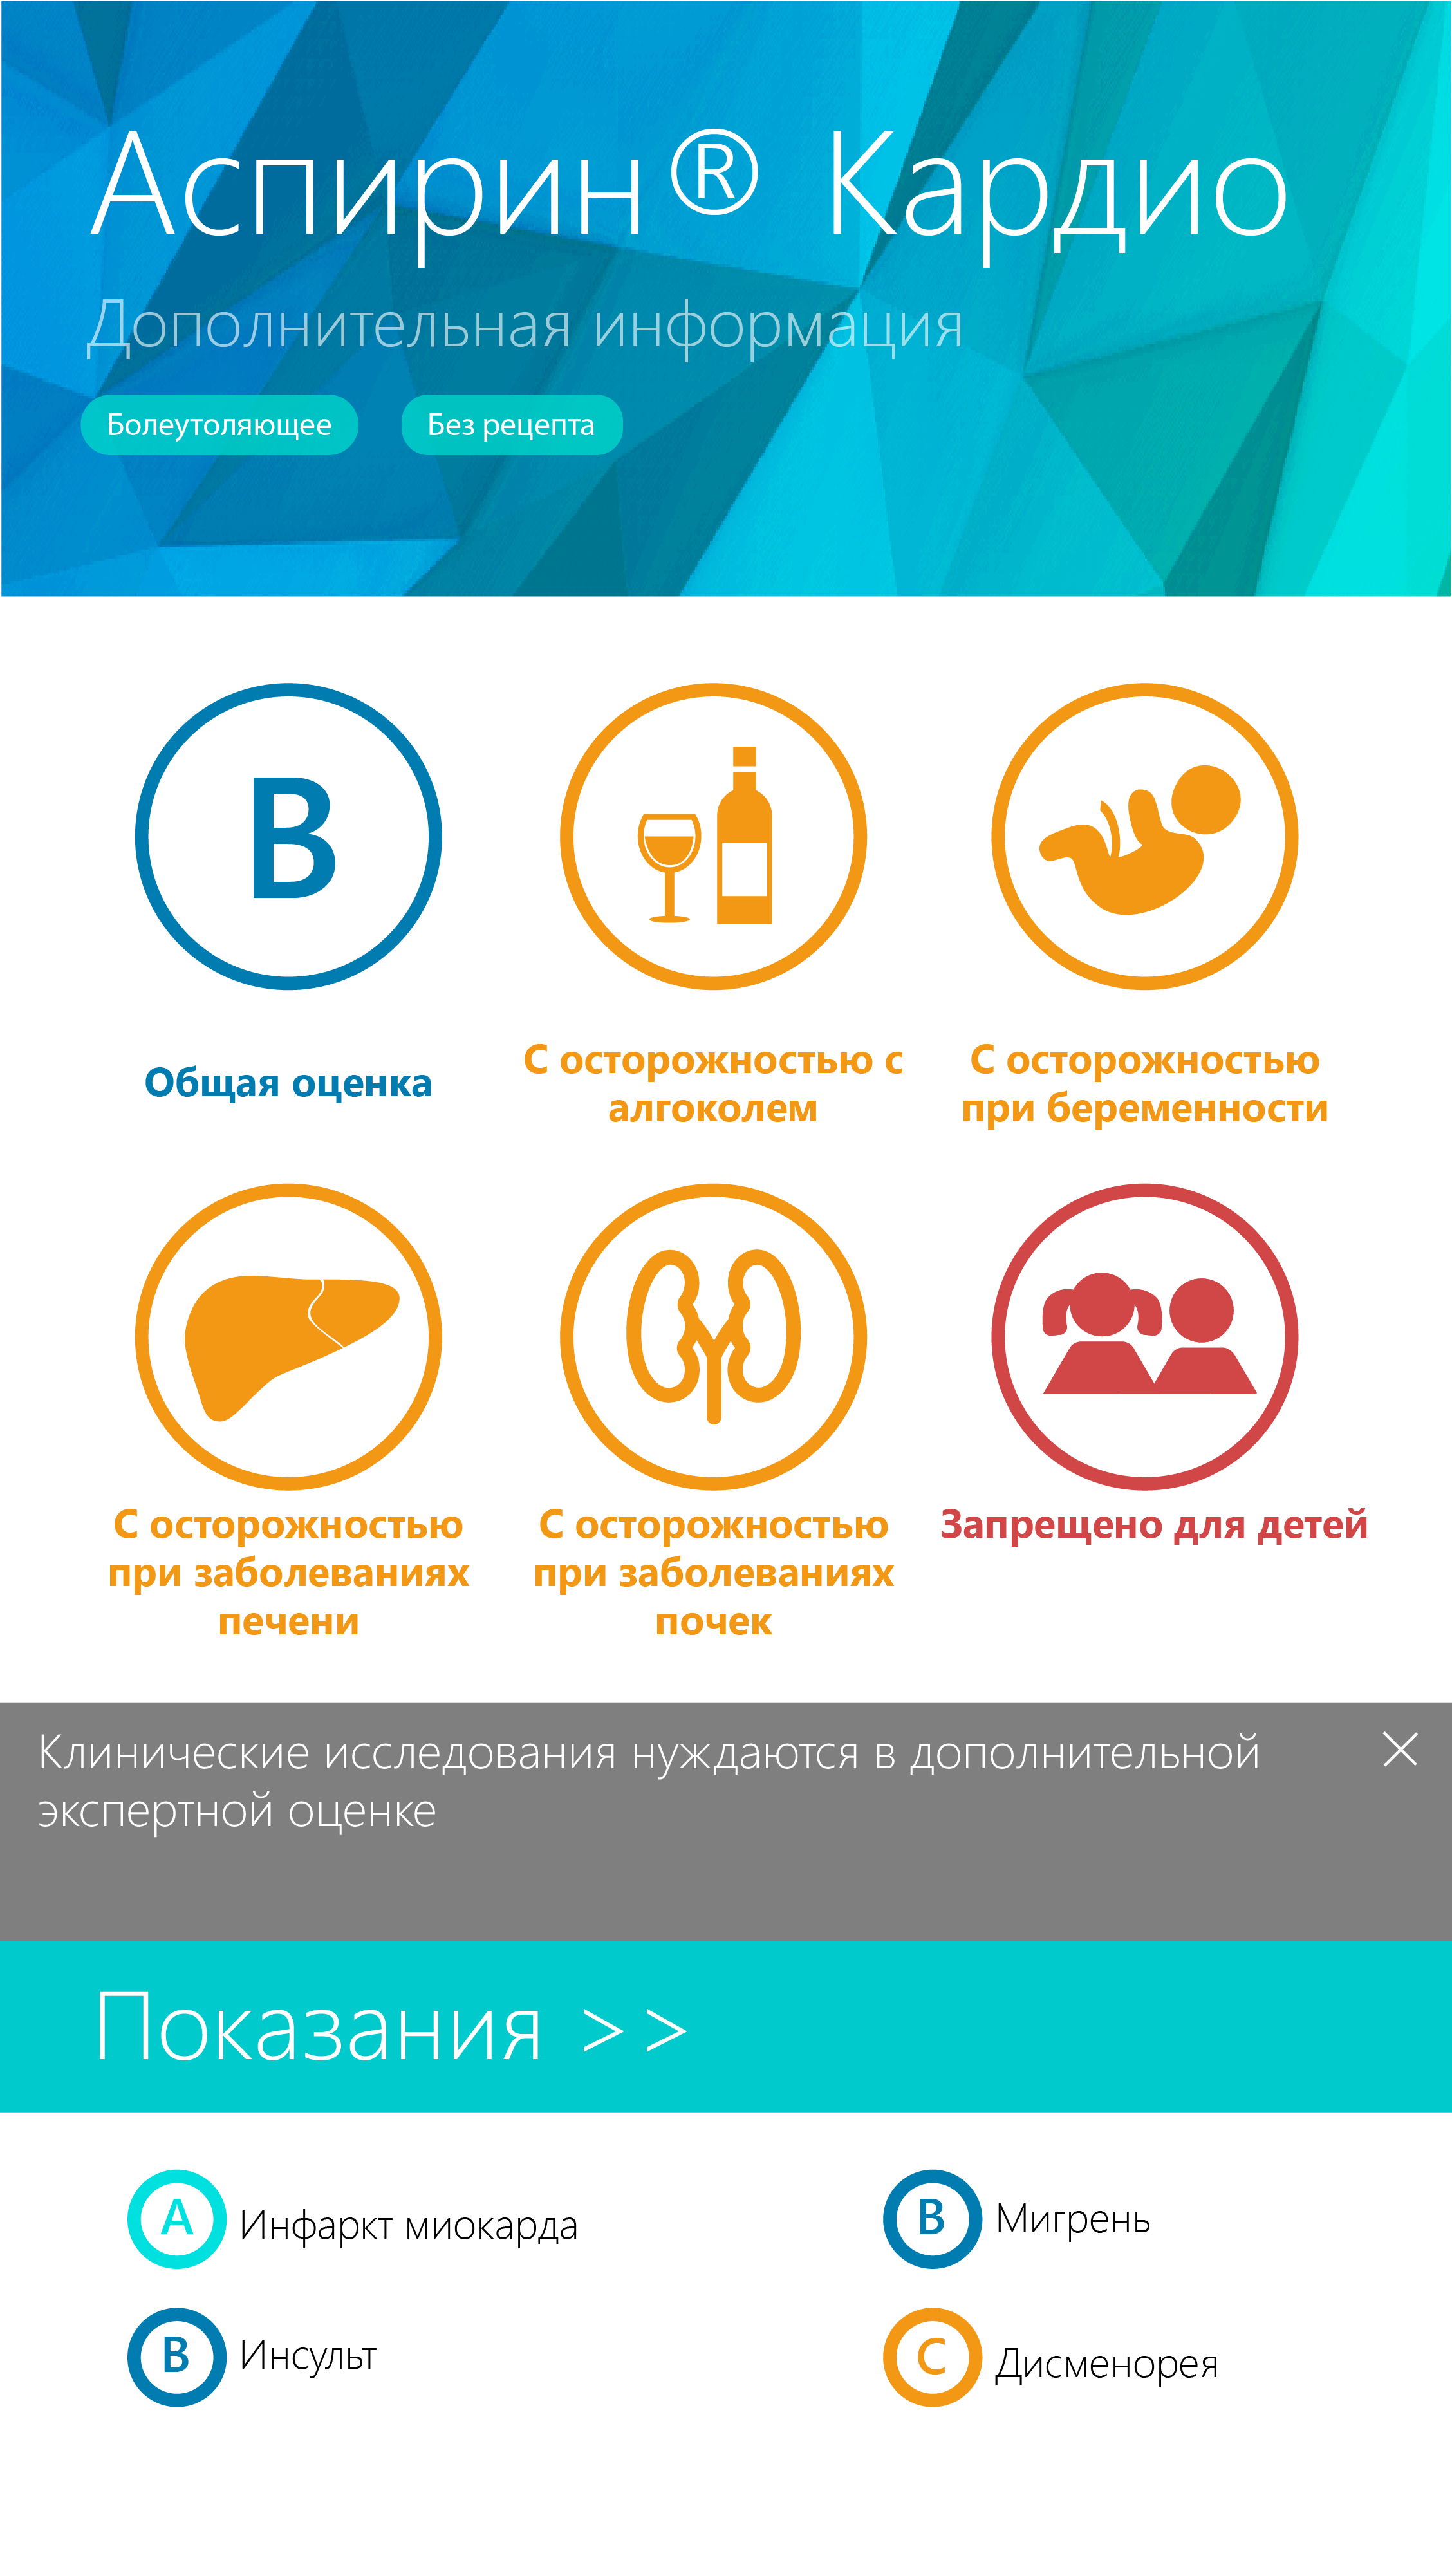 Аспирин® Кардио
Дополнительная информация
Болеутоляющее
Без рецепта
B
Общая оценка
С осторожностью с
алгоколем
С осторожностью
при беременности
С осторожностью
при заболеваниях
печени
С осторожностью
при заболеваниях
почек
Запрещено для детей
Клинические исследования нуждаются в дополнительной
экспертной оценке
Показания >>
A Инфаркт миокарда
B Мигрень
B Инсульт
C Дисменорея